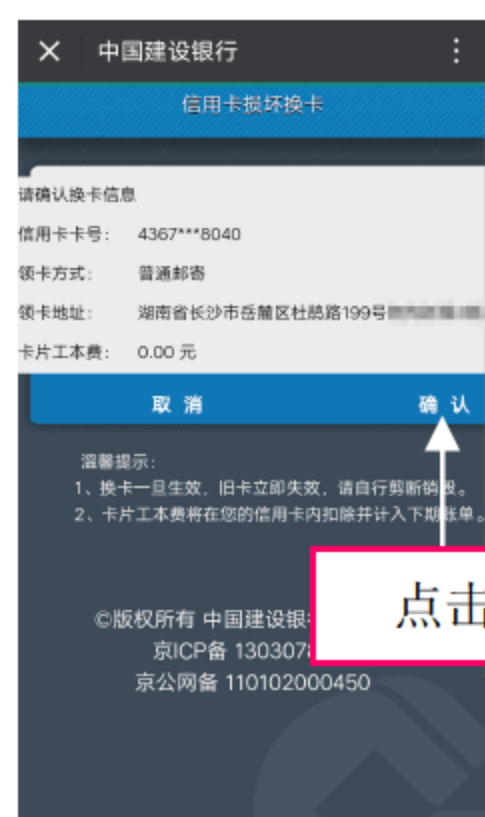 中国建设银行
信用卡损坏换卡
请确认换卡信息
信用卡卡号： 4367***8040
领卡方式： 普通邮寄
领卡地址： 湖南省长沙市岳麓区杜鹃路199号
卡片工本费： 0.00 元
取 消 确 认
温馨提示：
1、换卡一旦生效，旧卡立即失效，请自行剪断销毁。
2、卡片工本费将在您的信用卡内扣除并计入下期账单。
点击
©版权所有 中国建设银
京ICP备 130307
京公网备 110102000450